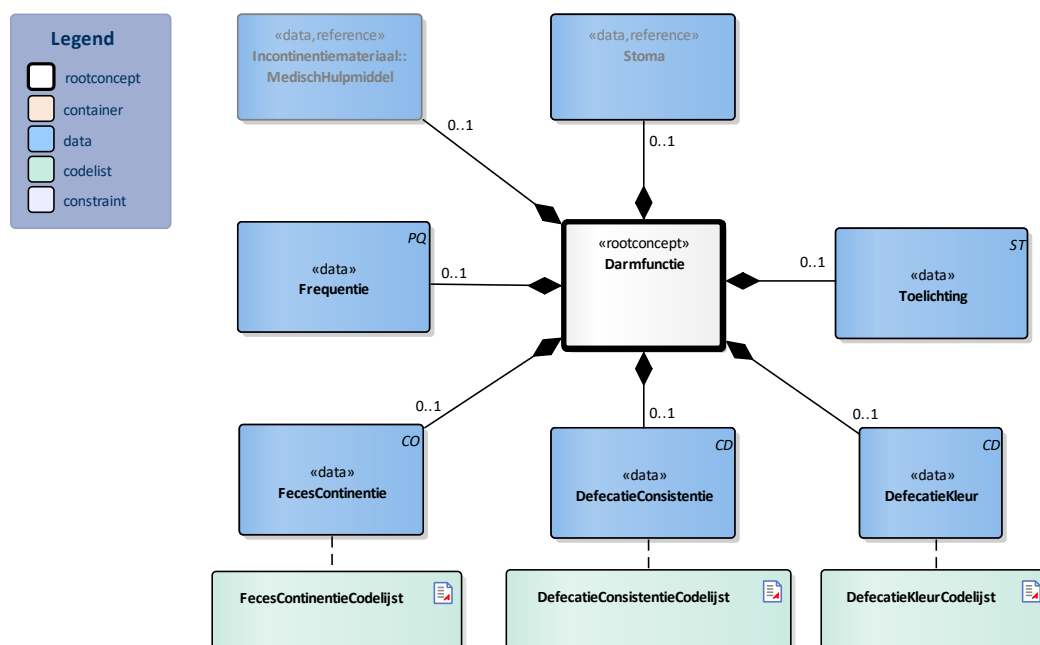 Legend
rootconcept
container
data
codelist
constraint
«data,reference»
Incontinentiemateriaal::
MedischHulpmiddel
0..1
«data,reference»
Stoma
0..1
PQ
«data»
Frequentie
0..1
«rootconcept»
Darmfunctie
0..1
ST
«data»
Toelichting
0..1
CO
«data»
FecesContinentie
0..1
CD
«data»
DefecatieConsistentie
0..1
CD
«data»
DefecatieKleur
FecesContinentieCodelijst
DefecatieConsistentieCodelijst
DefecatieKleurCodelijst